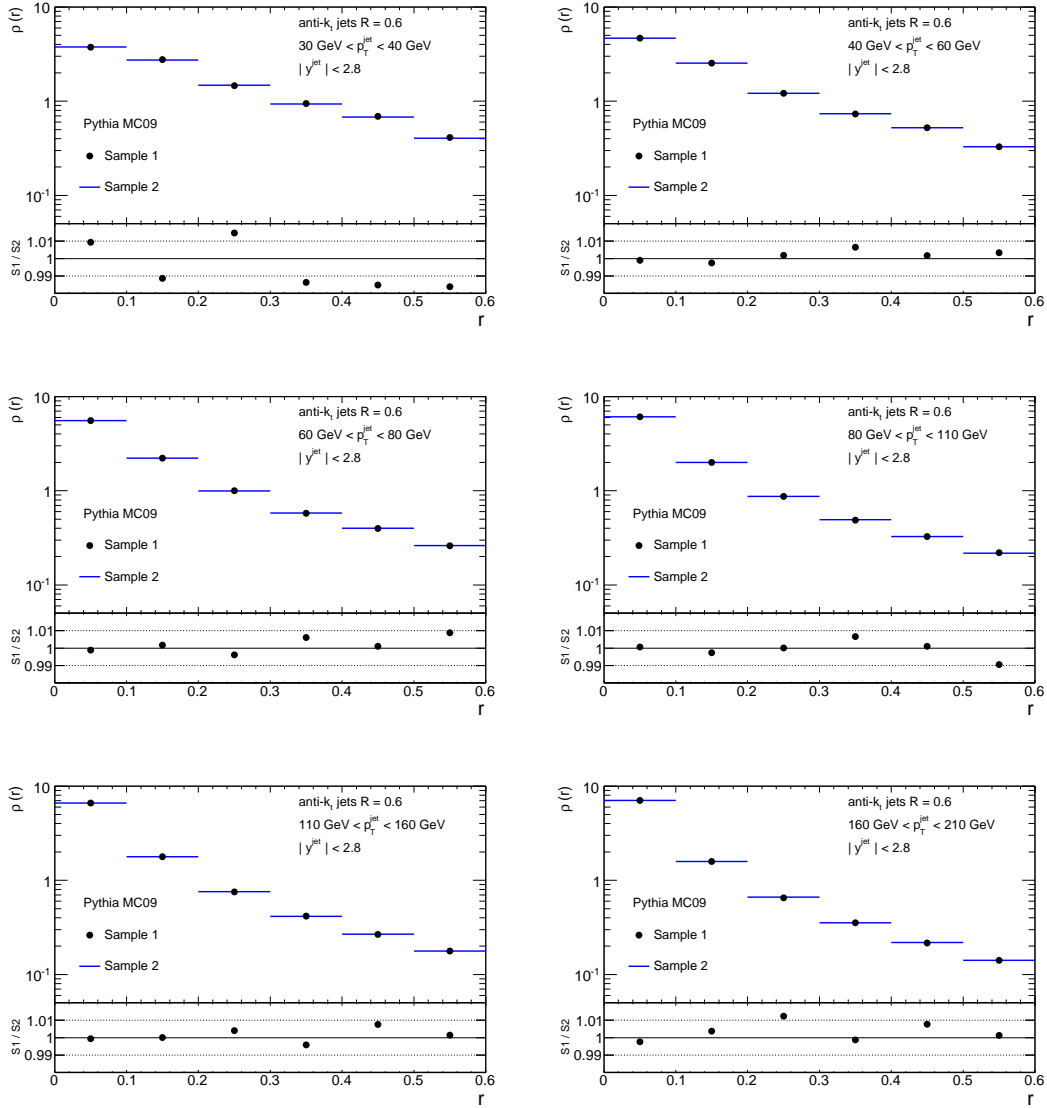 ρ (r)
10
1
10⁻¹
anti-kₜ jets R = 0.6
30 GeV < p_T^jet < 40 GeV
| y^jet | < 2.8
Pythia MC09
Sample 1
Sample 2
S1 / S2
1.01
1
0.99
0 0.1 0.2 0.3 0.4 0.5 0.6
r
ρ (r)
10
1
10⁻¹
anti-kₜ jets R = 0.6
40 GeV < p_T^jet < 60 GeV
| y^jet | < 2.8
Pythia MC09
Sample 1
Sample 2
S1 / S2
1.01
1
0.99
0 0.1 0.2 0.3 0.4 0.5 0.6
r
ρ (r)
10
1
10⁻¹
anti-kₜ jets R = 0.6
60 GeV < p_T^jet < 80 GeV
| y^jet | < 2.8
Pythia MC09
Sample 1
Sample 2
S1 / S2
1.01
1
0.99
0 0.1 0.2 0.3 0.4 0.5 0.6
r
ρ (r)
10
1
10⁻¹
anti-kₜ jets R = 0.6
80 GeV < p_T^jet < 110 GeV
| y^jet | < 2.8
Pythia MC09
Sample 1
Sample 2
S1 / S2
1.01
1
0.99
0 0.1 0.2 0.3 0.4 0.5 0.6
r
ρ (r)
10
1
10⁻¹
anti-kₜ jets R = 0.6
110 GeV < p_T^jet < 160 GeV
| y^jet | < 2.8
Pythia MC09
Sample 1
Sample 2
S1 / S2
1.01
1
0.99
0 0.1 0.2 0.3 0.4 0.5 0.6
r
ρ (r)
10
1
10⁻¹
anti-kₜ jets R = 0.6
160 GeV < p_T^jet < 210 GeV
| y^jet | < 2.8
Pythia MC09
Sample 1
Sample 2
S1 / S2
1.01
1
0.99
0 0.1 0.2 0.3 0.4 0.5 0.6
r